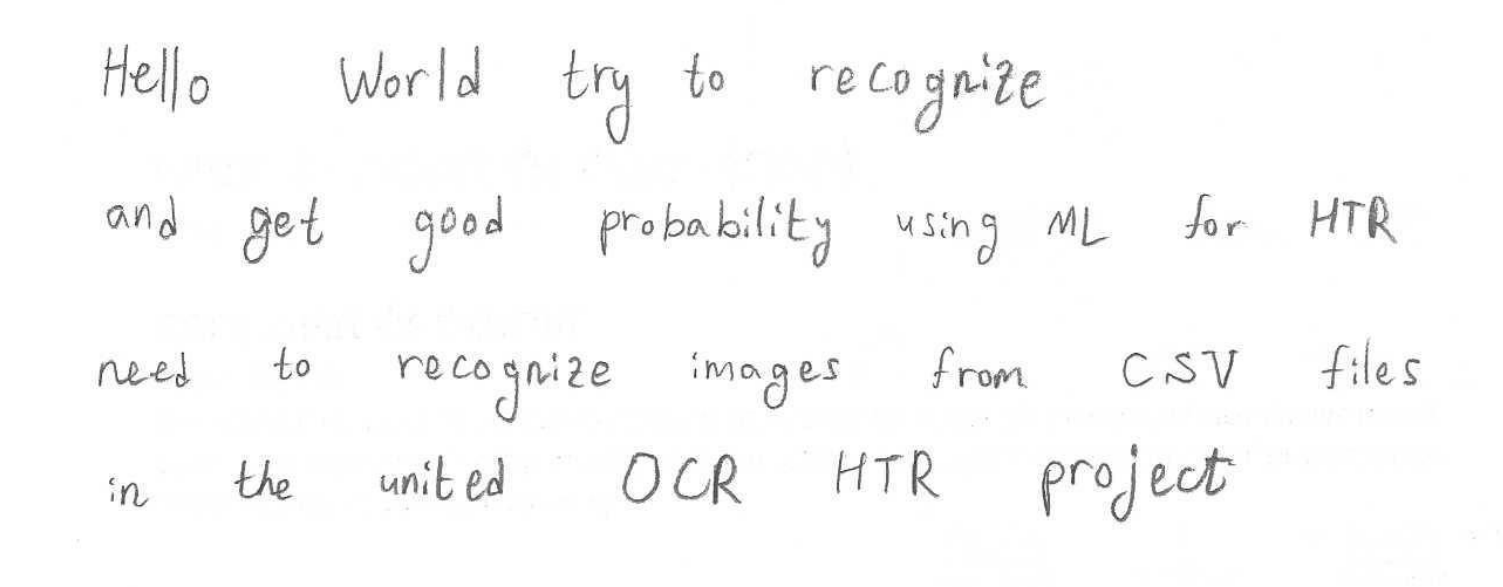 Hello World try to recognize
and get good probability using ML for HTR
need to recognize images from CSV files
in the united OCR HTR project